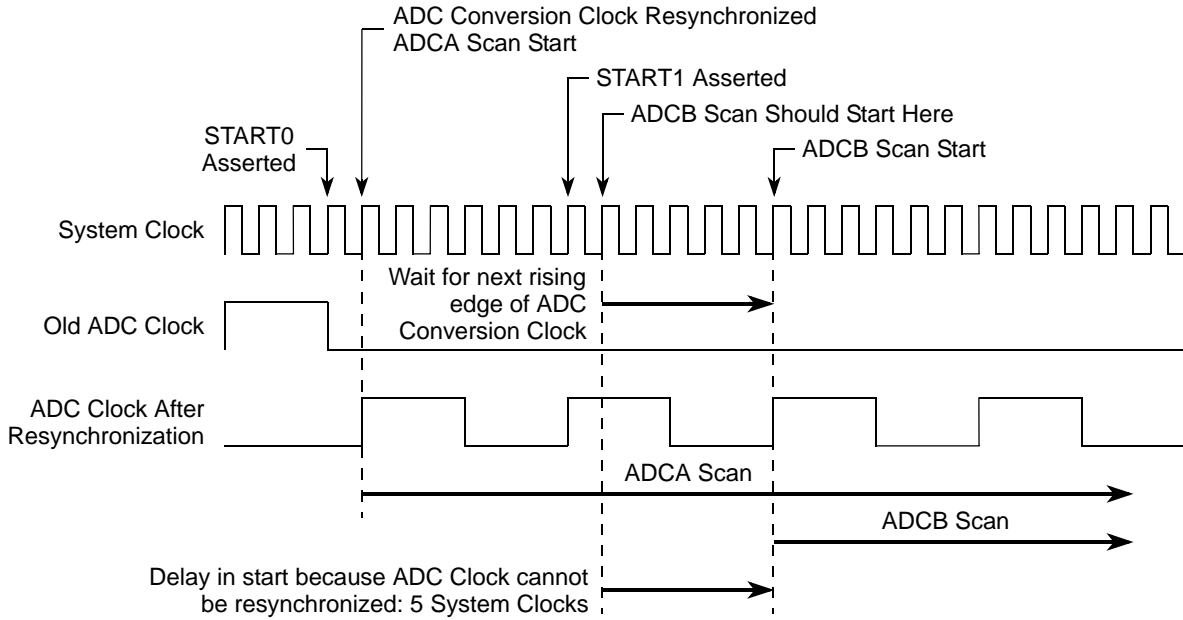 ADC Conversion Clock Resynchronized
ADCA Scan Start
START1 Asserted
ADCB Scan Should Start Here
START0
Asserted
ADCB Scan Start
System Clock
Wait for next rising
edge of ADC
Conversion Clock
Old ADC Clock
ADC Clock After
Resynchronization
ADCA Scan
ADCB Scan
Delay in start because ADC Clock cannot
be resynchronized: 5 System Clocks